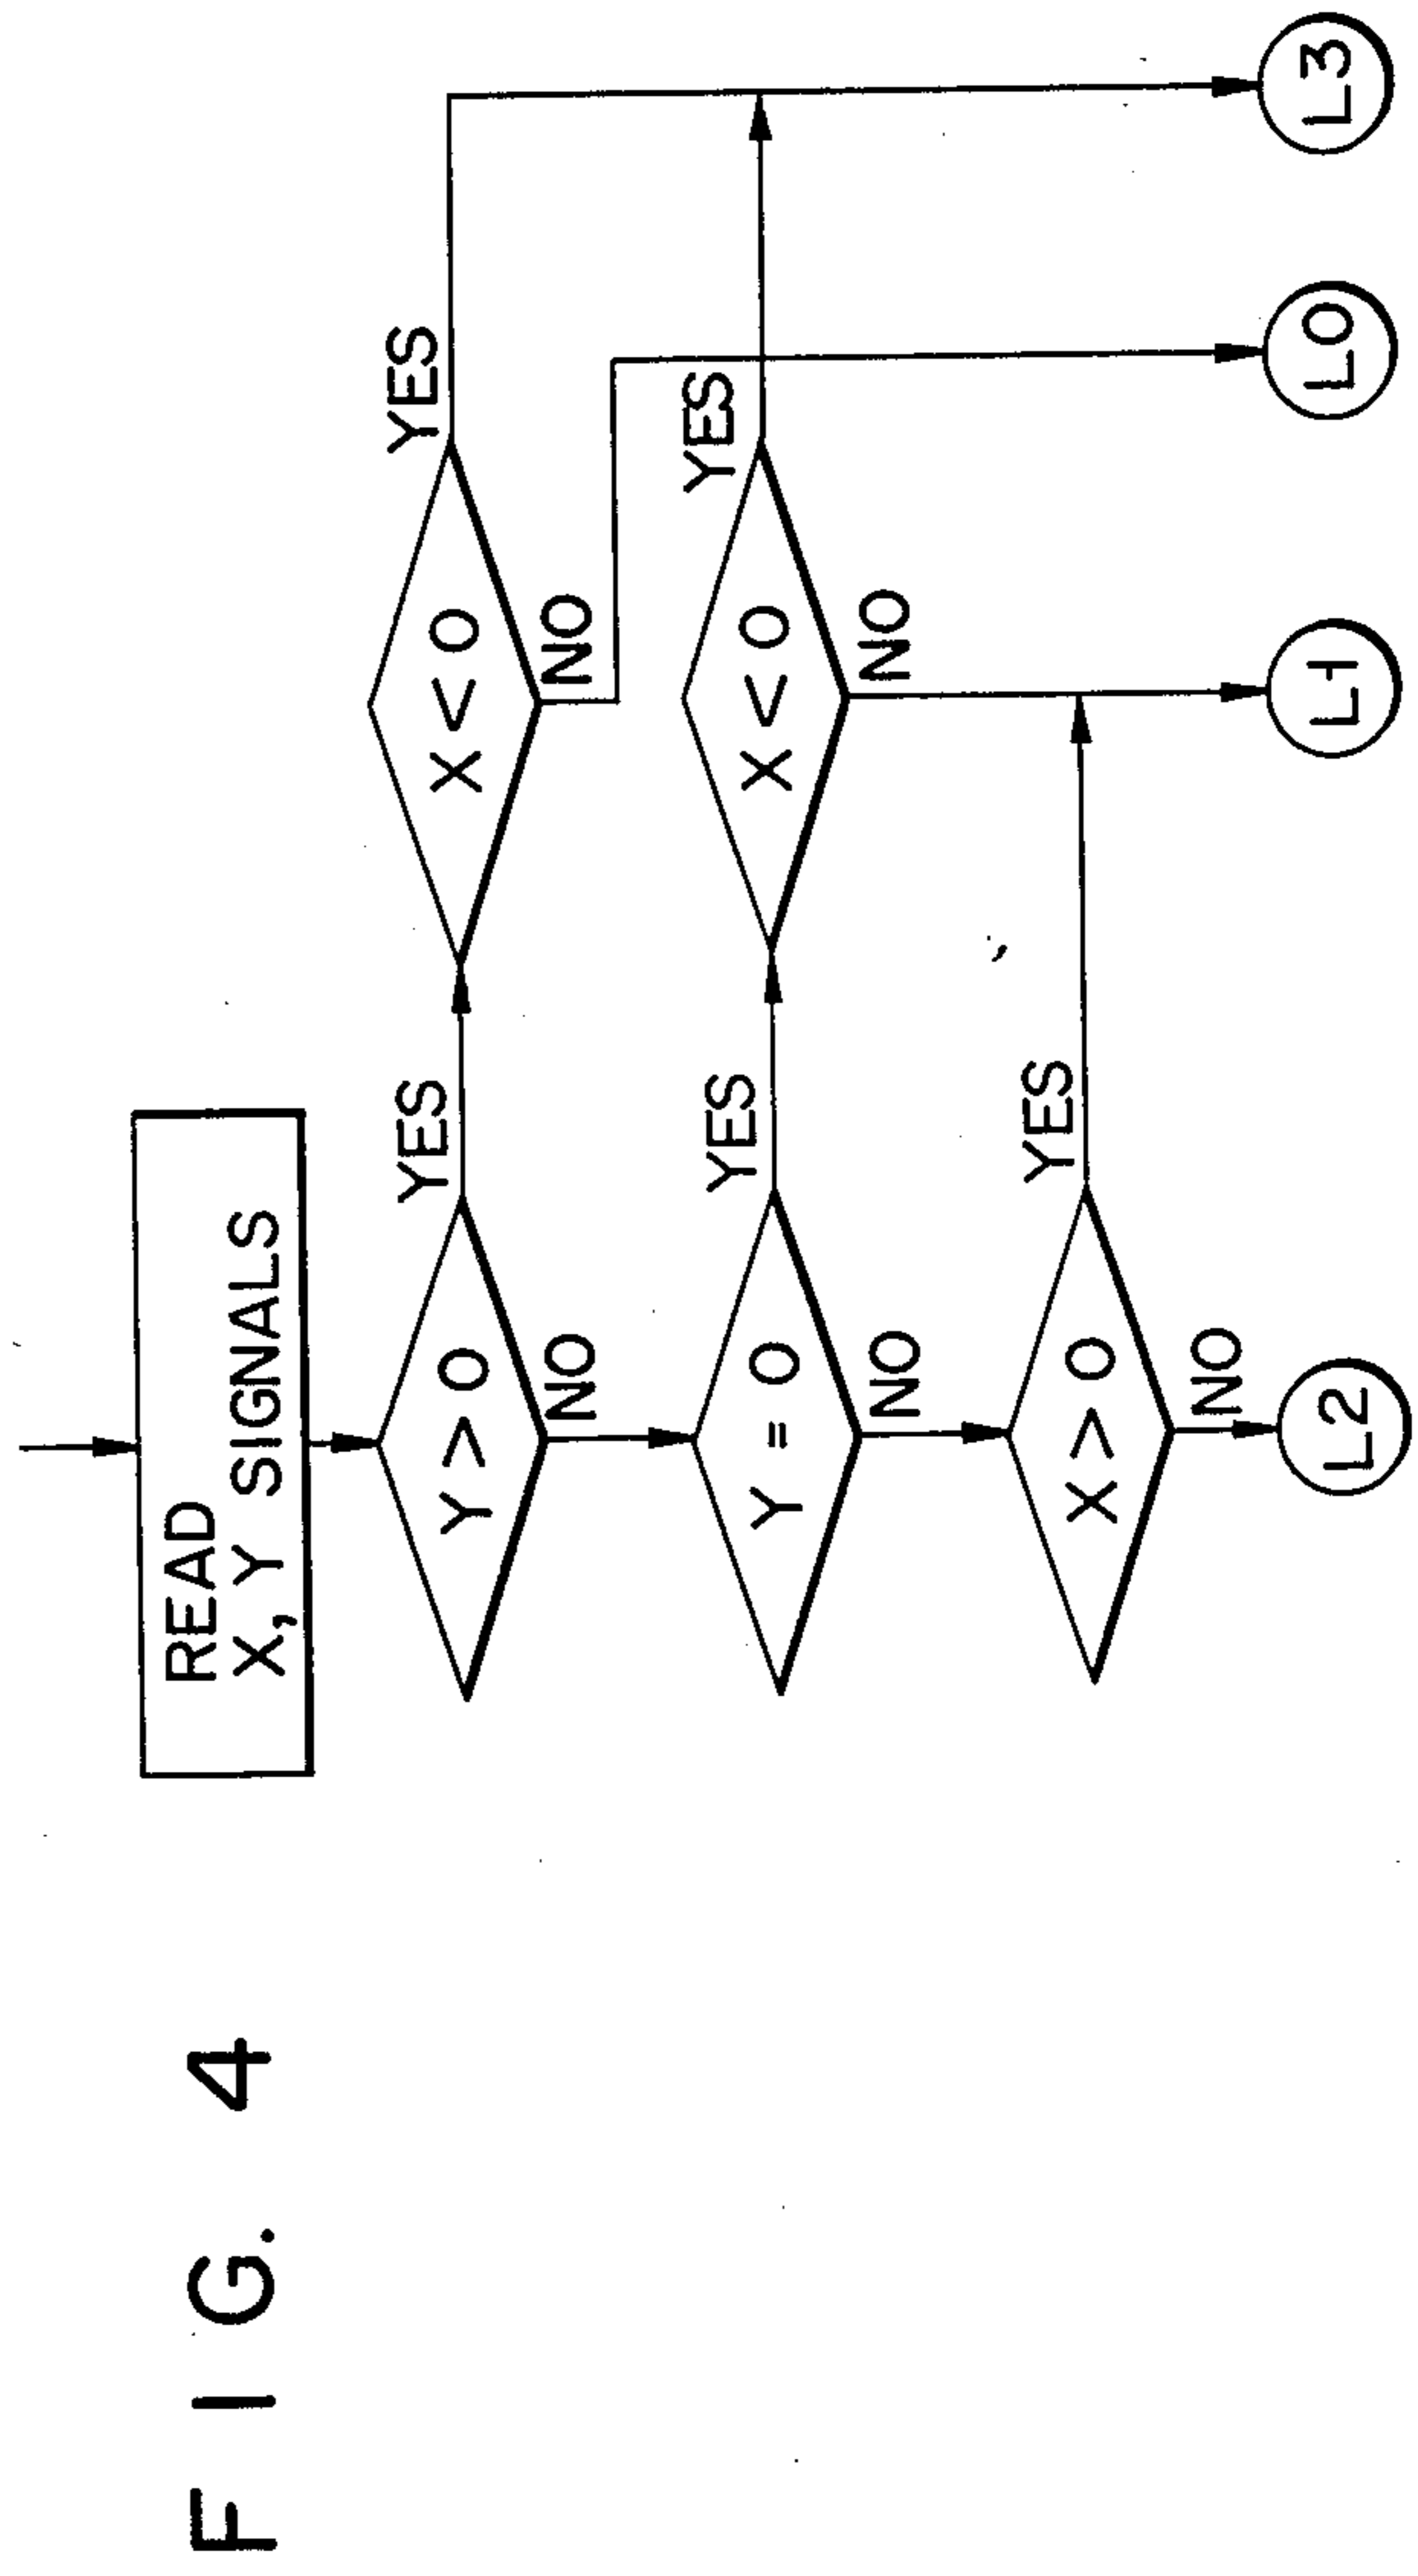 F I G. 4
READ
X, Y SIGNALS
Y > 0
YES
X < 0
YES
NO
NO
Y = 0
YES
X < 0
YES
NO
NO
X > 0
YES
NO
L2
L1
L0
L3